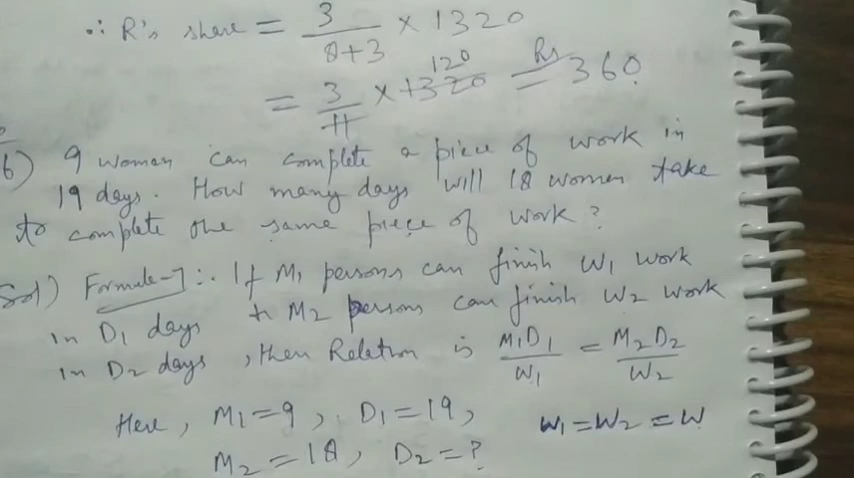 ∴ R's share = 3/(8+3) × 1320
= 3/11 × 1320 120 = Rs 360
6) 9 women can complete a piece of work in
19 days. How many days will 18 women take
to complete the same piece of work?
Sol) Formula-7 :- If M1 persons can finish W1 work
in D1 days & M2 persons can finish W2 work
in D2 days, then Relation is M1D1/W1 = M2D2/W2
Here, M1=9, D1=19, W1=W2=W
M2=18, D2=?